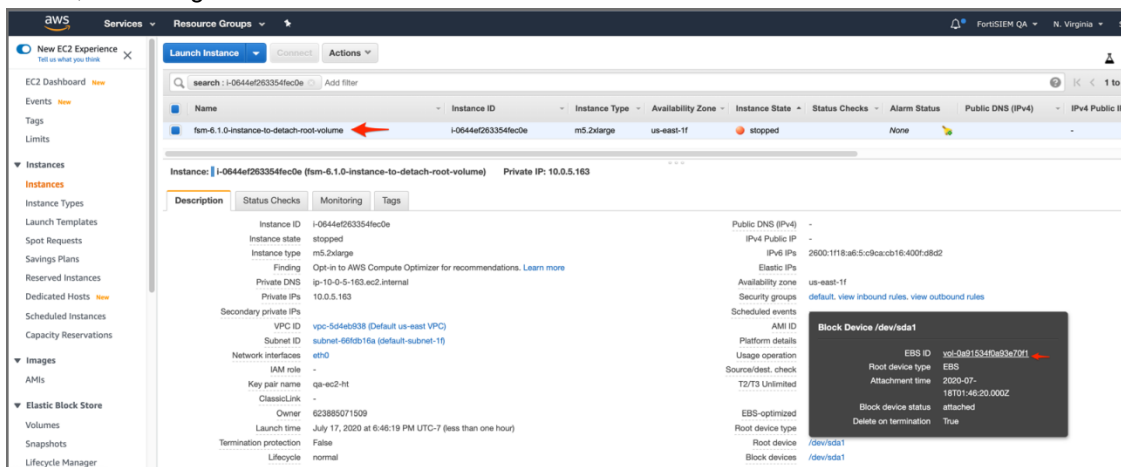 aws Services Resource Groups FortiSIEM QA N. Virginia
New EC2 Experience
Tell us what you think
EC2 Dashboard New
Events New
Tags
Limits
Instances
Instances
Instance Types
Launch Templates
Spot Requests
Savings Plans
Reserved Instances
Dedicated Hosts New
Scheduled Instances
Capacity Reservations
Images
AMIs
Elastic Block Store
Volumes
Snapshots
Lifecycle Manager
Launch Instance Connect Actions
search : i-0644ef263354fec0e Add filter 1 to
Name Instance ID Instance Type Availability Zone Instance State Status Checks Alarm Status Public DNS (IPv4) IPv4 Public
fsm-6.1.0-instance-to-detach-root-volume i-0644ef263354fec0e m5.2xlarge us-east-1f stopped None -
Instance: i-0644ef263354fec0e (fsm-6.1.0-instance-to-detach-root-volume) Private IP: 10.0.5.163
Description Status Checks Monitoring Tags
Instance ID i-0644ef263354fec0e
Instance state stopped
Instance type m5.2xlarge
Finding Opt-in to AWS Compute Optimizer for recommendations. Learn more
Private DNS ip-10-0-5-163.ec2.internal
Private IPs 10.0.5.163
Secondary private IPs
VPC ID vpc-5d4eb938 (Default us-east VPC)
Subnet ID subnet-66fdb16a (default-subnet-1f)
Network interfaces eth0
IAM role -
Key pair name qa-ec2-ht
ClassicLink -
Owner 623885071509
Launch time July 17, 2020 at 6:46:19 PM UTC-7 (less than one hour)
Termination protection False
Lifecycle normal
Public DNS (IPv4) -
IPv4 Public IP -
IPv6 IPs 2600:1f18:a6:5:c9ca:cb16:400f:d8d2
Elastic IPs
Availability zone us-east-1f
Security groups default. view inbound rules. view outbound rules
Scheduled events
AMI ID
Platform details
Usage operation
Source/dest. check
T2/T3 Unlimited
EBS-optimized
Root device type
Root device /dev/sda1
Block devices /dev/sda1
Block Device /dev/sda1
EBS ID vol-0a91534f0a93e70f1
Root device type EBS
Attachment time 2020-07-
18T01:46:20.000Z
Block device status attached
Delete on termination True